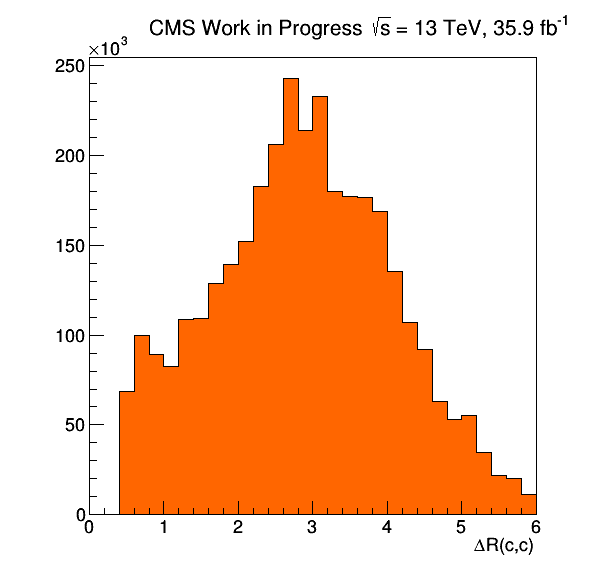 CMS Work in Progress √s = 13 TeV, 35.9 fb⁻¹
×10³
250
200
150
100
50
0
0 1 2 3 4 5 6
ΔR(c,c)